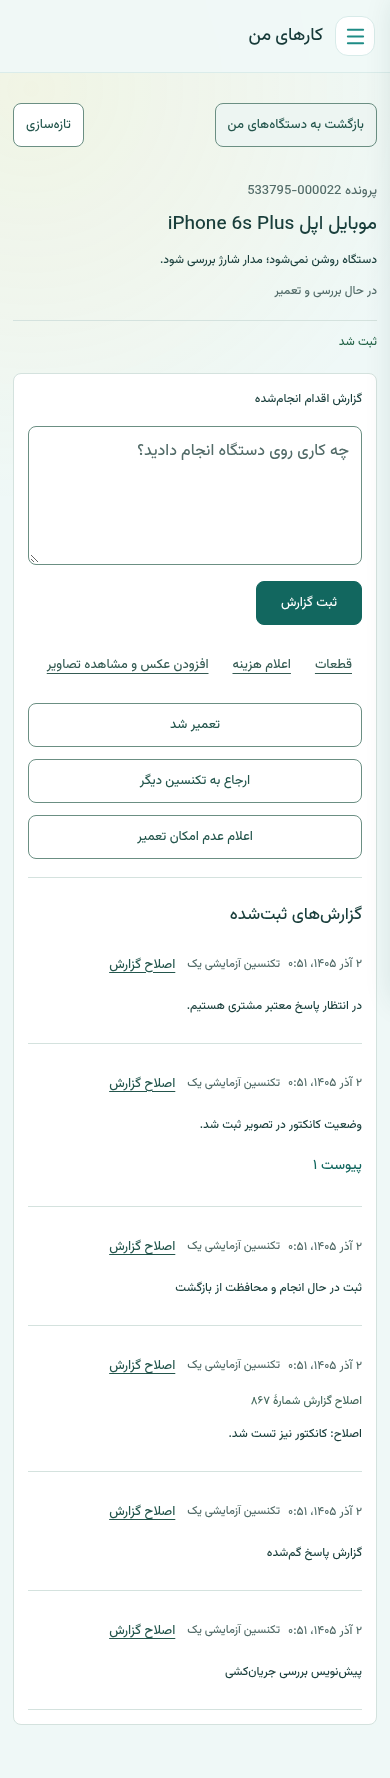 کارهای من
بازگشت به دستگاه‌های من
تازه‌سازی
پرونده 000022-533795
موبایل اپل iPhone 6s Plus
دستگاه روشن نمی‌شود؛ مدار شارژ بررسی شود.
در حال بررسی و تعمیر
ثبت شد
گزارش اقدام انجام‌شده
چه کاری روی دستگاه انجام دادید؟
ثبت گزارش
قطعات اعلام هزینه افزودن عکس و مشاهده تصاویر
تعمیر شد
ارجاع به تکنسین دیگر
اعلام عدم امکان تعمیر
گزارش‌های ثبت‌شده
۲ آذر ۱۴۰۵، ۰:۵۱ تکنسین آزمایشی یک اصلاح گزارش
در انتظار پاسخ معتبر مشتری هستیم.
۲ آذر ۱۴۰۵، ۰:۵۱ تکنسین آزمایشی یک اصلاح گزارش
وضعیت کانکتور در تصویر ثبت شد.
پیوست ۱
۲ آذر ۱۴۰۵، ۰:۵۱ تکنسین آزمایشی یک اصلاح گزارش
ثبت در حال انجام و محافظت از بازگشت
۲ آذر ۱۴۰۵، ۰:۵۱ تکنسین آزمایشی یک اصلاح گزارش
اصلاح گزارش شمارهٔ ۸۶۷
اصلاح: کانکتور نیز تست شد.
۲ آذر ۱۴۰۵، ۰:۵۱ تکنسین آزمایشی یک اصلاح گزارش
گزارش پاسخ گم‌شده
۲ آذر ۱۴۰۵، ۰:۵۱ تکنسین آزمایشی یک اصلاح گزارش
پیش‌نویس بررسی جریان‌کشی